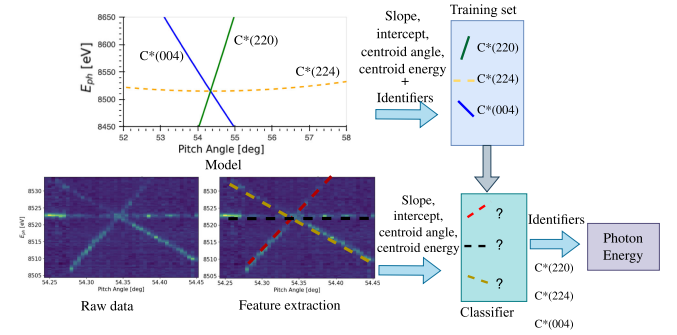 8650
8600
8550
8500
8450
E_ph [eV]
C*(220)
C*(004)
C*(224)
52
53
54
55
56
57
58
Pitch Angle [deg]
Model
Slope,
intercept,
centroid angle,
centroid energy
+
Identifiers
Training set
C*(220)
C*(224)
C*(004)
8530
8525
8520
8515
8510
8505
E_ph [eV]
54.25
54.30
54.35
54.40
54.45
Pitch Angle [deg]
Raw data
8530
8525
8520
8515
8510
8505
54.25
54.30
54.35
54.40
54.45
Pitch Angle [deg]
Feature extraction
Slope,
intercept,
centroid angle,
centroid energy
?
?
?
Classifier
Identifiers
C*(220)
C*(224)
C*(004)
Photon
Energy